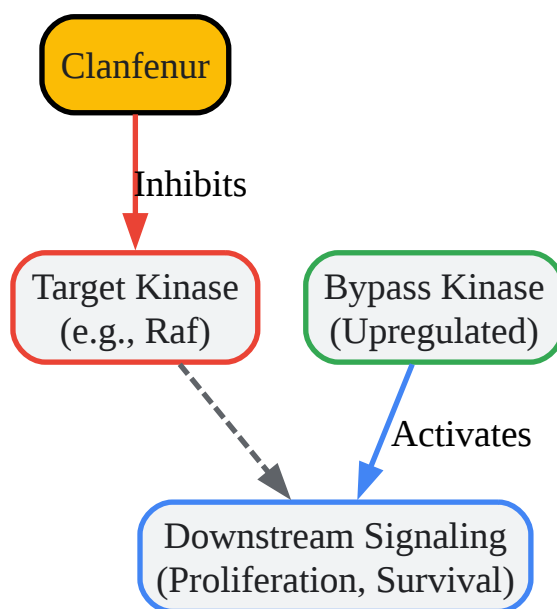 Clanfenur
Inhibits
Target Kinase
(e.g., Raf)
Bypass Kinase
(Upregulated)
Activates
Downstream Signaling
(Proliferation, Survival)